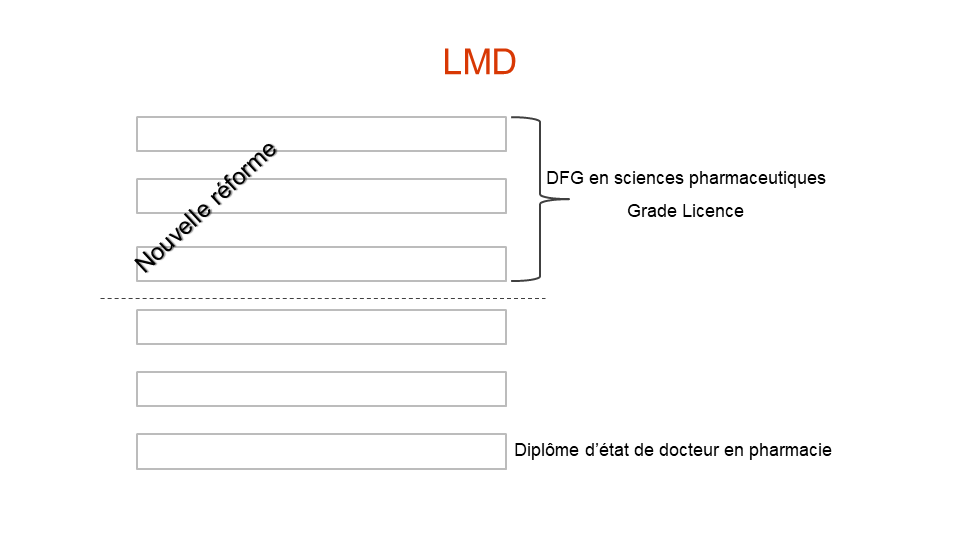 LMD
Nouvelle réforme
DFG en sciences pharmaceutiques
Grade Licence
Diplôme d’état de docteur en pharmacie